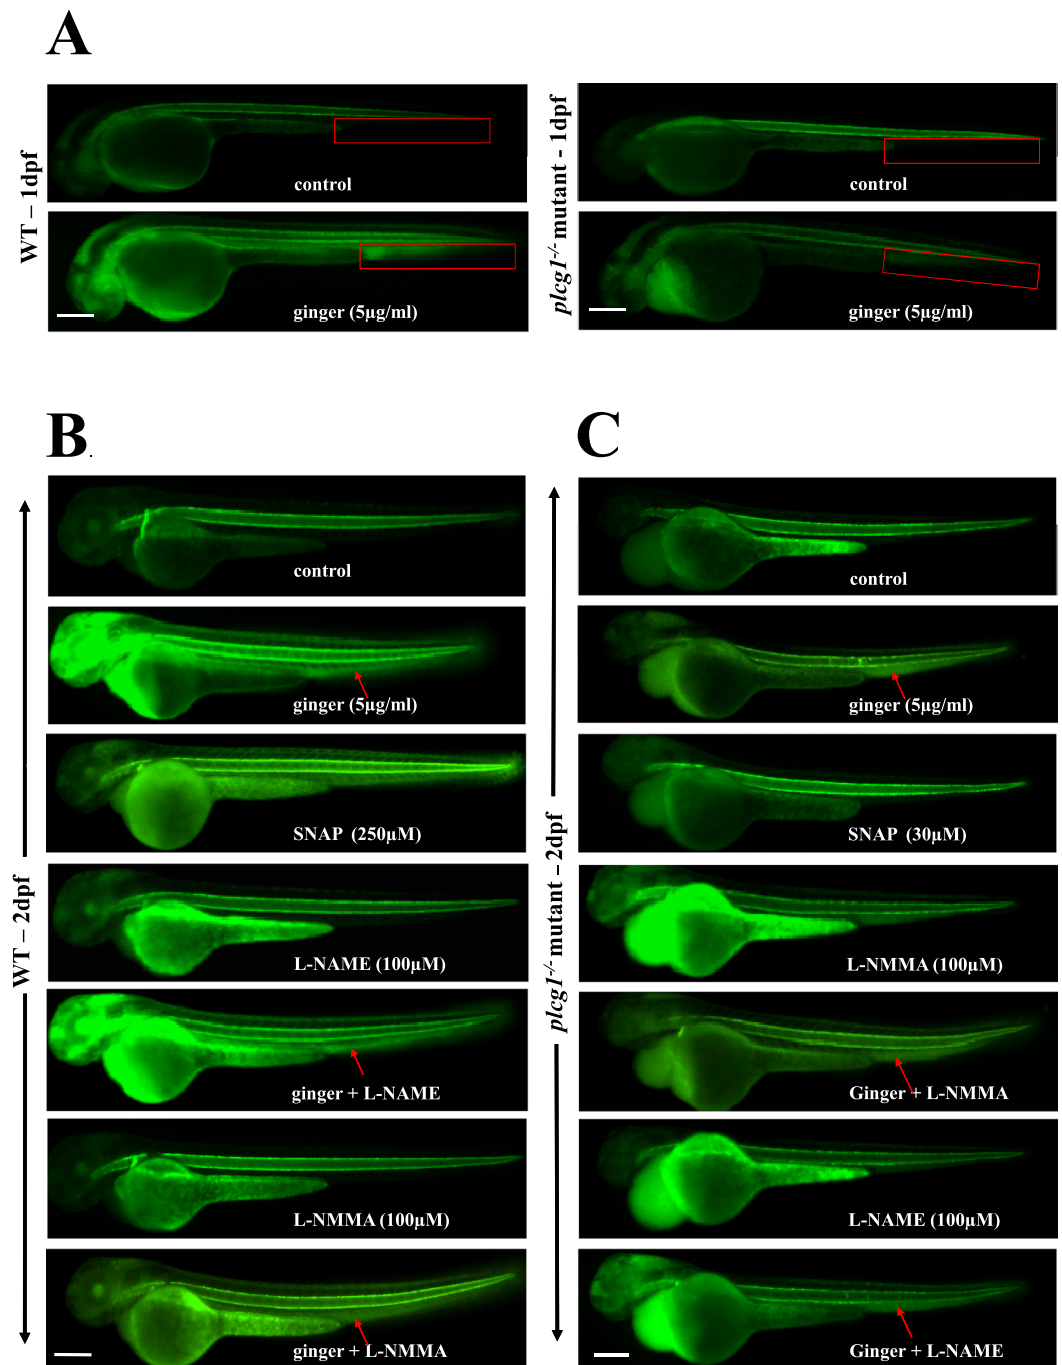 A
WT – 1dpf
control
ginger (5µg/ml)
plcg1-/- mutant - 1dpf
control
ginger (5µg/ml)
B.
WT – 2dpf
control
ginger (5µg/ml)
SNAP (250µM)
L-NAME (100µM)
ginger + L-NAME
L-NMMA (100µM)
ginger + L-NMMA
C
plcg1-/- mutant – 2dpf
control
ginger (5µg/ml)
SNAP (30µM)
L-NMMA (100µM)
Ginger + L-NMMA
L-NAME (100µM)
Ginger + L-NAME